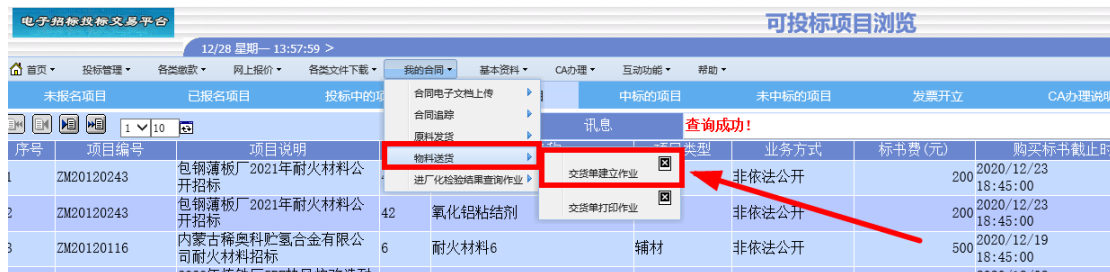 电子招标投标交易平台
可投标项目浏览
12/28 星期一 13:57:59 >
首页 投标管理 各类缴款 网上报价 各类文件下载 我的合同 基本资料 CA办理 互动功能 帮助
未报名项目 已报名项目 投标中的项 目 中标的项目 未中标的项目 发票开立 CA办理说明
合同电子文档上传
合同追踪
原料发货
物料送货
进厂化检验结果查询作业
交货单建立作业
交货单打印作业
1 10 讯息 查询成功!
序号 项目编号 项目说明 项目类型 业务方式 标书费(元) 购买标书截止时
1 ZM20120243 包钢薄板厂2021年耐火材料公开招标 非依法公开 200 2020/12/23 18:45:00
2 ZM20120243 包钢薄板厂2021年耐火材料公开招标 42 氧化铝粘结剂 非依法公开 200 2020/12/23 18:45:00
3 ZM20120116 内蒙古稀奥科贮氢合金有限公司耐火材料招标 6 耐火材料6 辅材 非依法公开 500 2020/12/19 18:45:00